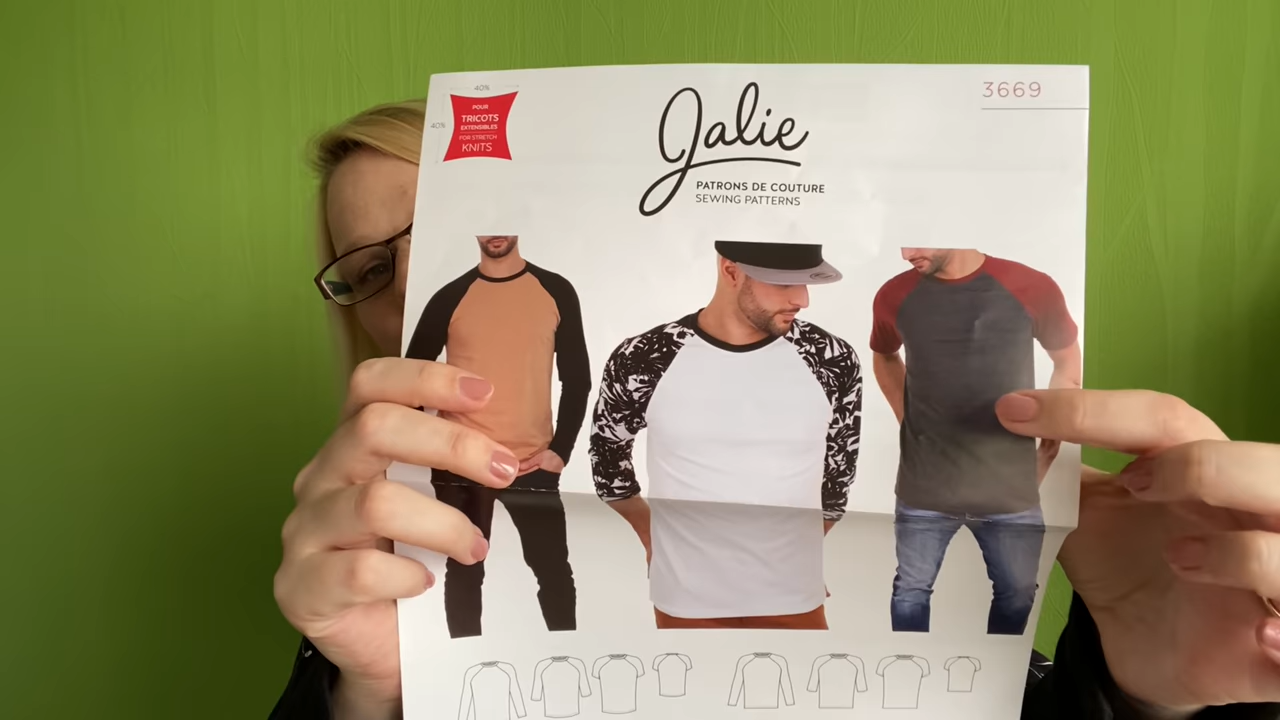 40%
40%
POUR
TRICOTS
EXTENSIBLES
FOR STRETCH
KNITS
Jalie
PATRONS DE COUTURE
SEWING PATTERNS
3669